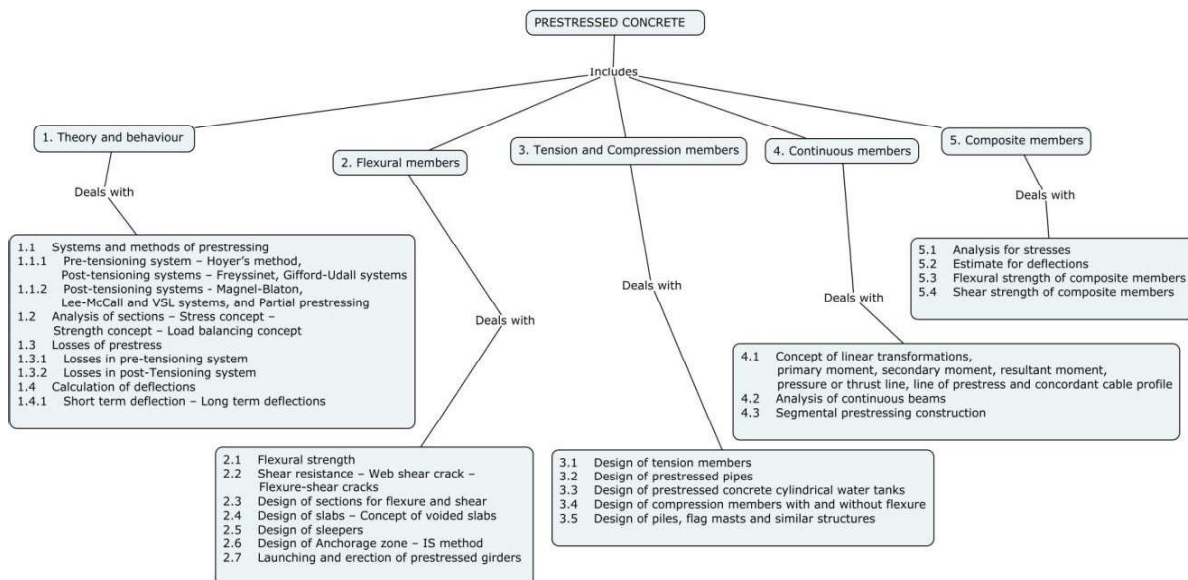 PRESTRESSED CONCRETE
Includes
1. Theory and behaviour
2. Flexural members
3. Tension and Compression members
4. Continuous members
5. Composite members
Deals with
1.1 Systems and methods of prestressing
1.1.1 Pre-tensioning system – Hoyer's method,
Post-tensioning systems – Freyssinet, Gifford-Udall systems
1.1.2 Post-tensioning systems - Magnel-Blaton,
Lee-McCall and VSL systems, and Partial prestressing
1.2 Analysis of sections – Stress concept –
Strength concept – Load balancing concept
1.3 Losses of prestress
1.3.1 Losses in pre-tensioning system
1.3.2 Losses in post-Tensioning system
1.4 Calculation of deflections
1.4.1 Short term deflection – Long term deflections
Deals with
2.1 Flexural strength
2.2 Shear resistance – Web shear crack –
Flexure-shear cracks
2.3 Design of sections for flexure and shear
2.4 Design of slabs – Concept of voided slabs
2.5 Design of sleepers
2.6 Design of Anchorage zone – IS method
2.7 Launching and erection of prestressed girders
Deals with
3.1 Design of tension members
3.2 Design of prestressed pipes
3.3 Design of prestressed concrete cylindrical water tanks
3.4 Design of compression members with and without flexure
3.5 Design of piles, flag masts and similar structures
Deals with
4.1 Concept of linear transformations,
primary moment, secondary moment, resultant moment,
pressure or thrust line, line of prestress and concordant cable profile
4.2 Analysis of continuous beams
4.3 Segmental prestressing construction
Deals with
5.1 Analysis for stresses
5.2 Estimate for deflections
5.3 Flexural strength of composite members
5.4 Shear strength of composite members